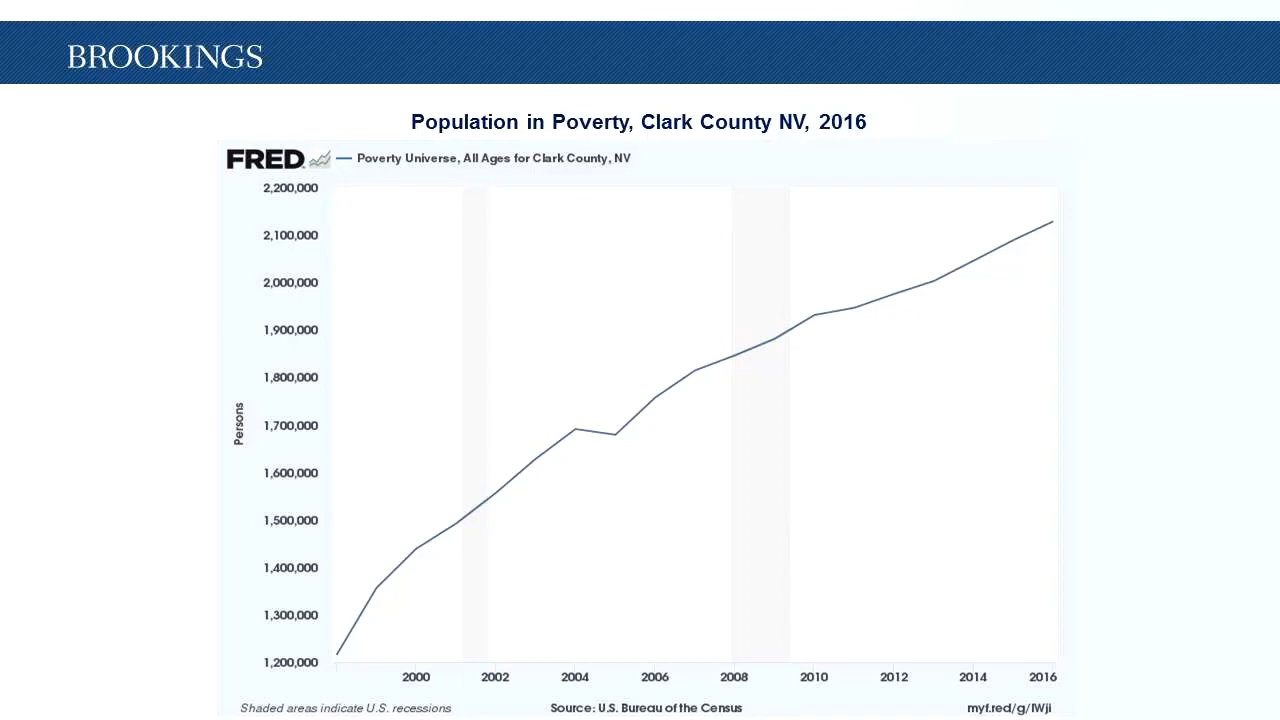 BROOKINGS
Population in Poverty, Clark County NV, 2016
FRED
Poverty Universe, All Ages for Clark County, NV
2,200,000
2,100,000
2,000,000
1,900,000
1,800,000
1,700,000
1,600,000
1,500,000
1,400,000
1,300,000
1,200,000
Persons
2000 2002 2004 2006 2008 2010 2012 2014 2016
Shaded areas indicate U.S. recessions
Source: U.S. Bureau of the Census
myf.red/g/lWji